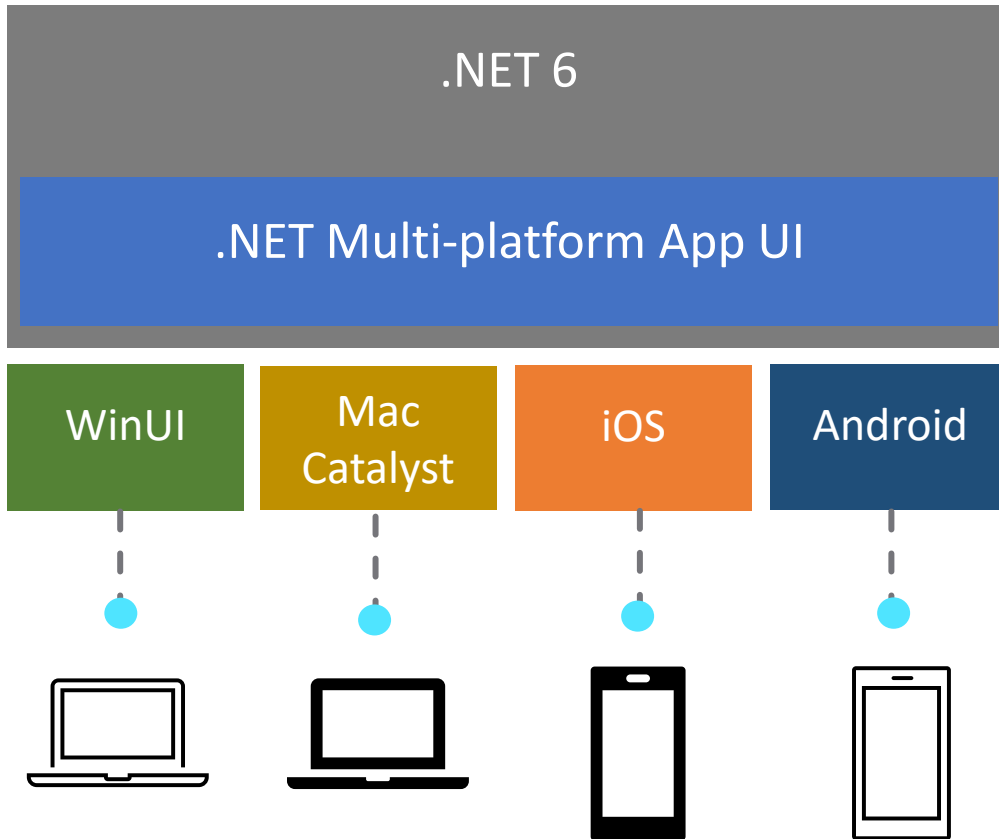 .NET 6
.NET Multi-platform App UI
WinUI
Mac
Catalyst
iOS
Android